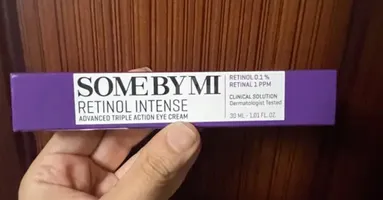 SOME BY MI
RETINOL INTENSE
ADVANCED TRIPLE ACTION EYE CREAM
RETINOL 0.1%
RETINAL 1 PPM
CLINICAL SOLUTION
Dermatologist Tested
30 ML · 1.01 FL. OZ.